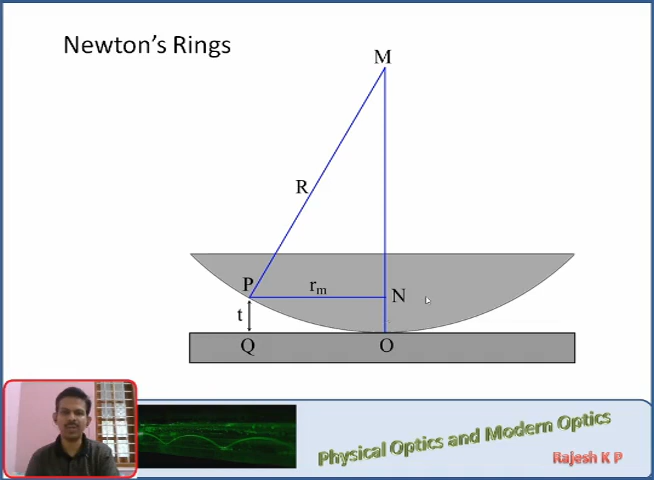 Newton's Rings
M
R
P
r_m
N
t
Q
O
Physical Optics and Modern Optics
Rajesh K P